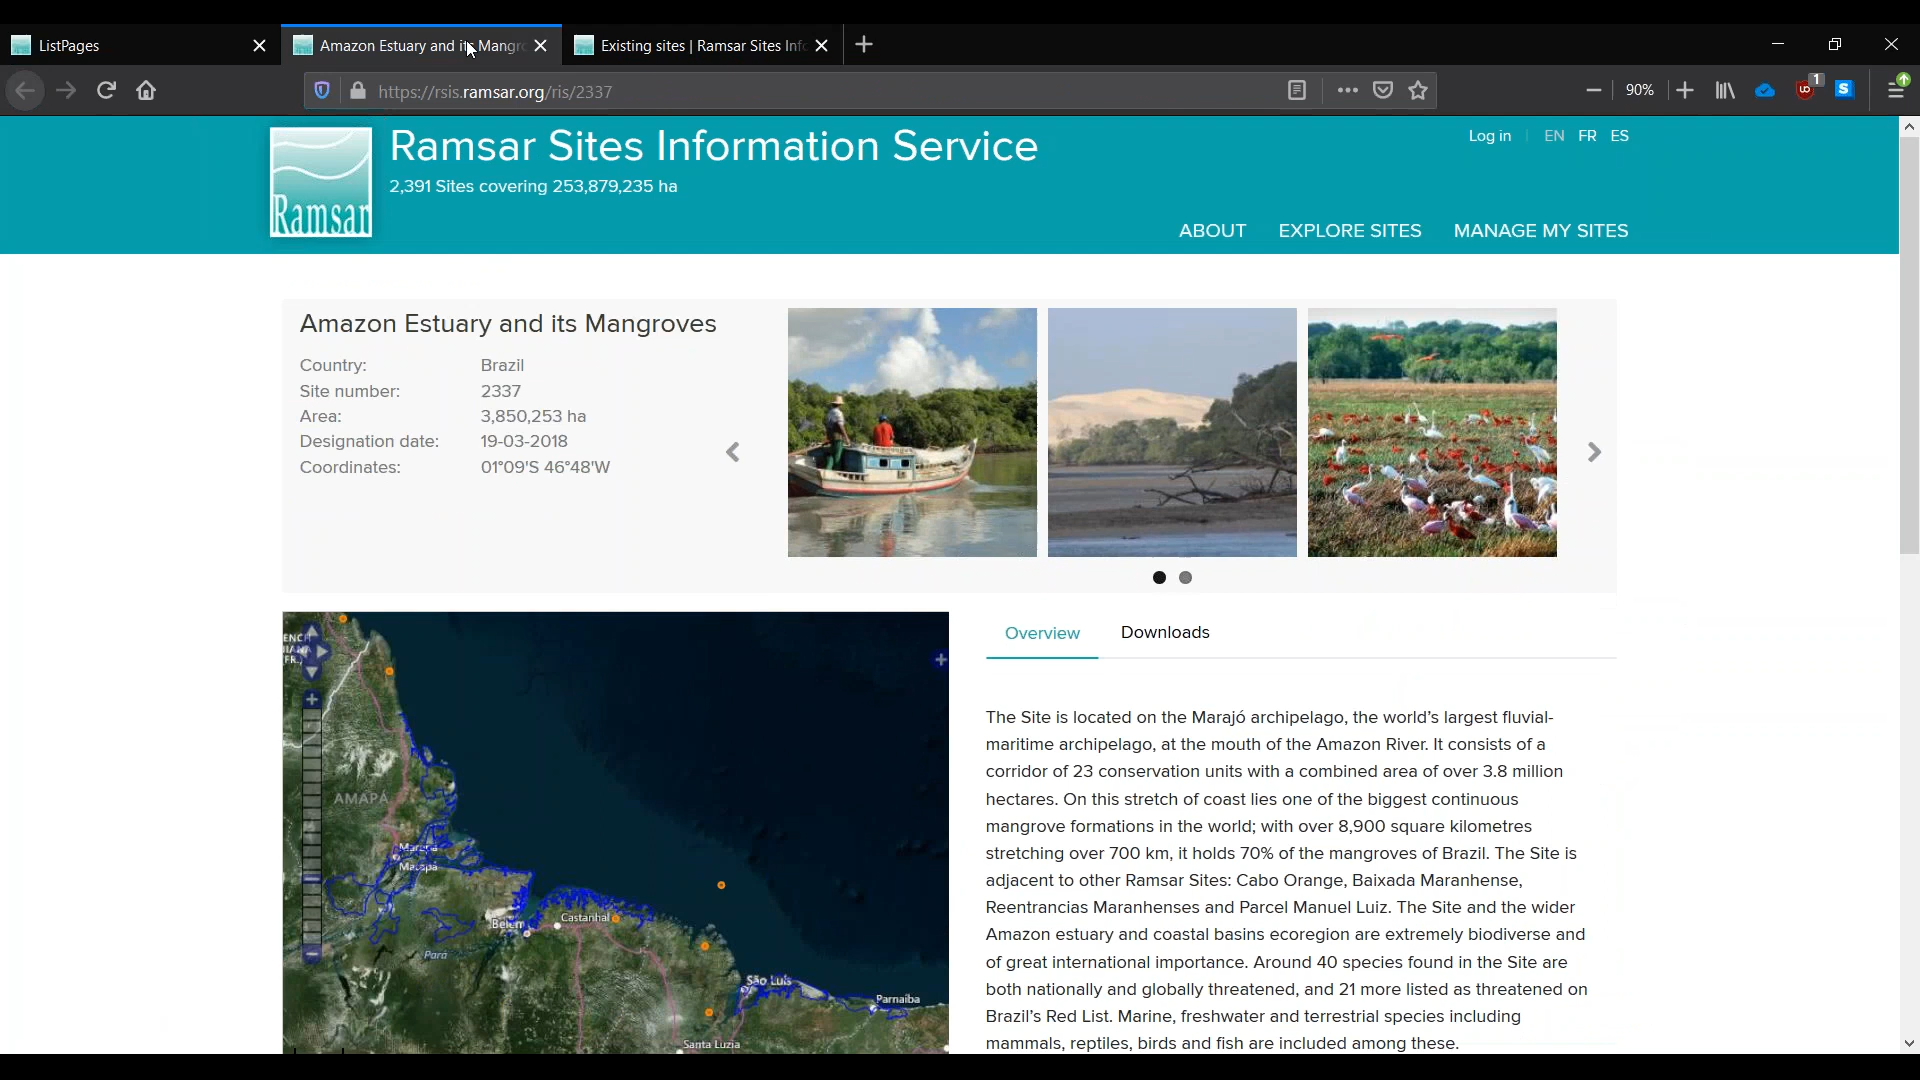 ListPages
Amazon Estuary and its Mangr
Existing sites | Ramsar Sites Info
https://rsis.ramsar.org/ris/2337
90%
1
Ramsar
Ramsar Sites Information Service
2,391 Sites covering 253,879,235 ha
Log in
EN FR ES
ABOUT EXPLORE SITES MANAGE MY SITES
Amazon Estuary and its Mangroves
Country: Brazil
Site number: 2337
Area: 3,850,253 ha
Designation date: 19-03-2018
Coordinates: 01°09'S 46°48'W
Overview Downloads
The Site is located on the Marajó archipelago, the world’s largest fluvial-
maritime archipelago, at the mouth of the Amazon River. It consists of a
corridor of 23 conservation units with a combined area of over 3.8 million
hectares. On this stretch of coast lies one of the biggest continuous
mangrove formations in the world; with over 8,900 square kilometres
stretching over 700 km, it holds 70% of the mangroves of Brazil. The Site is
adjacent to other Ramsar Sites: Cabo Orange, Baixada Maranhense,
Reentrancias Maranhenses and Parcel Manuel Luiz. The Site and the wider
Amazon estuary and coastal basins ecoregion are extremely biodiverse and
of great international importance. Around 40 species found in the Site are
both nationally and globally threatened, and 21 more listed as threatened on
Brazil’s Red List. Marine, freshwater and terrestrial species including
mammals, reptiles, birds and fish are included among these.
ENCH
(FR.)
AMAPÁ
Macapá
Belém
Castanhal
Pará
São Luís
Parnaíba
Santa Luzia